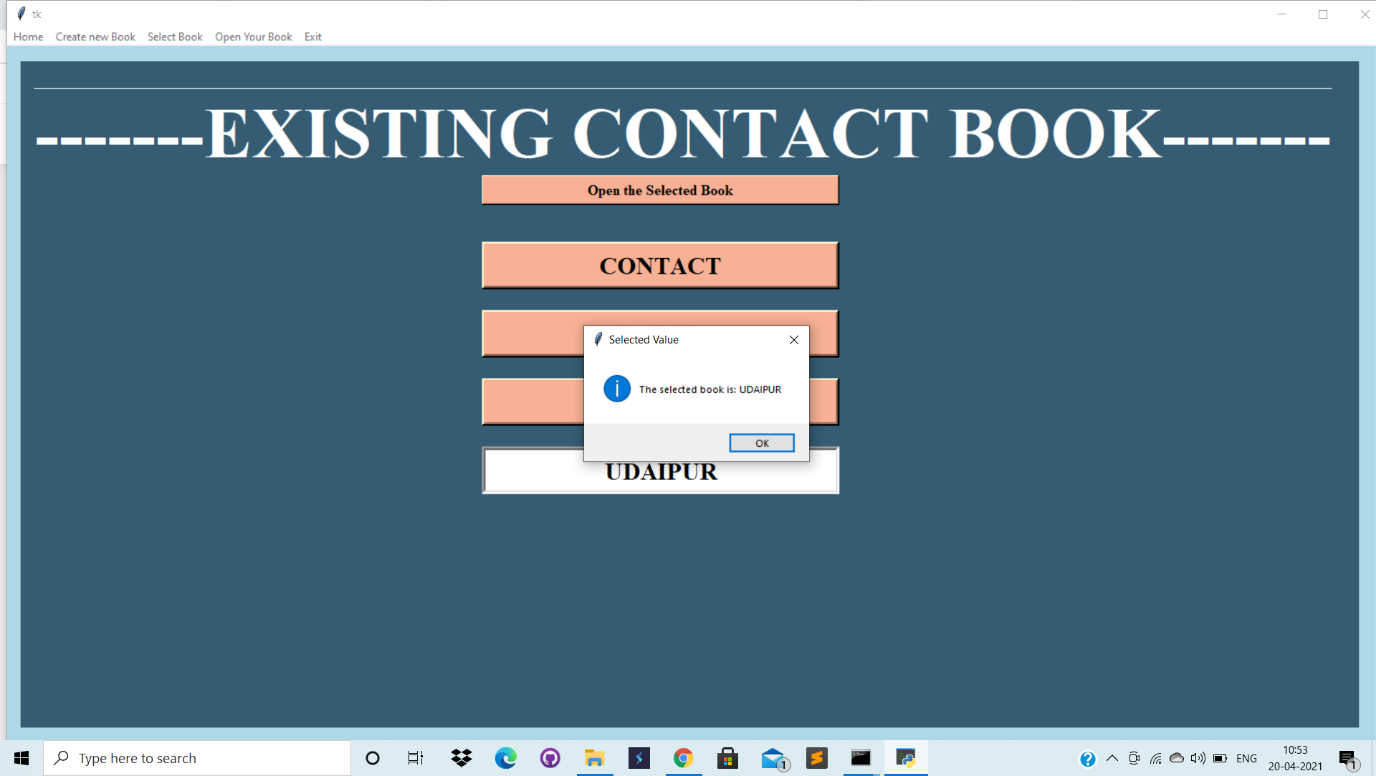 tk
Home Create new Book Select Book Open Your Book Exit
-------EXISTING CONTACT BOOK-------
Open the Selected Book
CONTACT
Selected Value
The selected book is: UDAIPUR
OK
UDAIPUR
Type here to search
1
ENG
10:53
20-04-2021
1